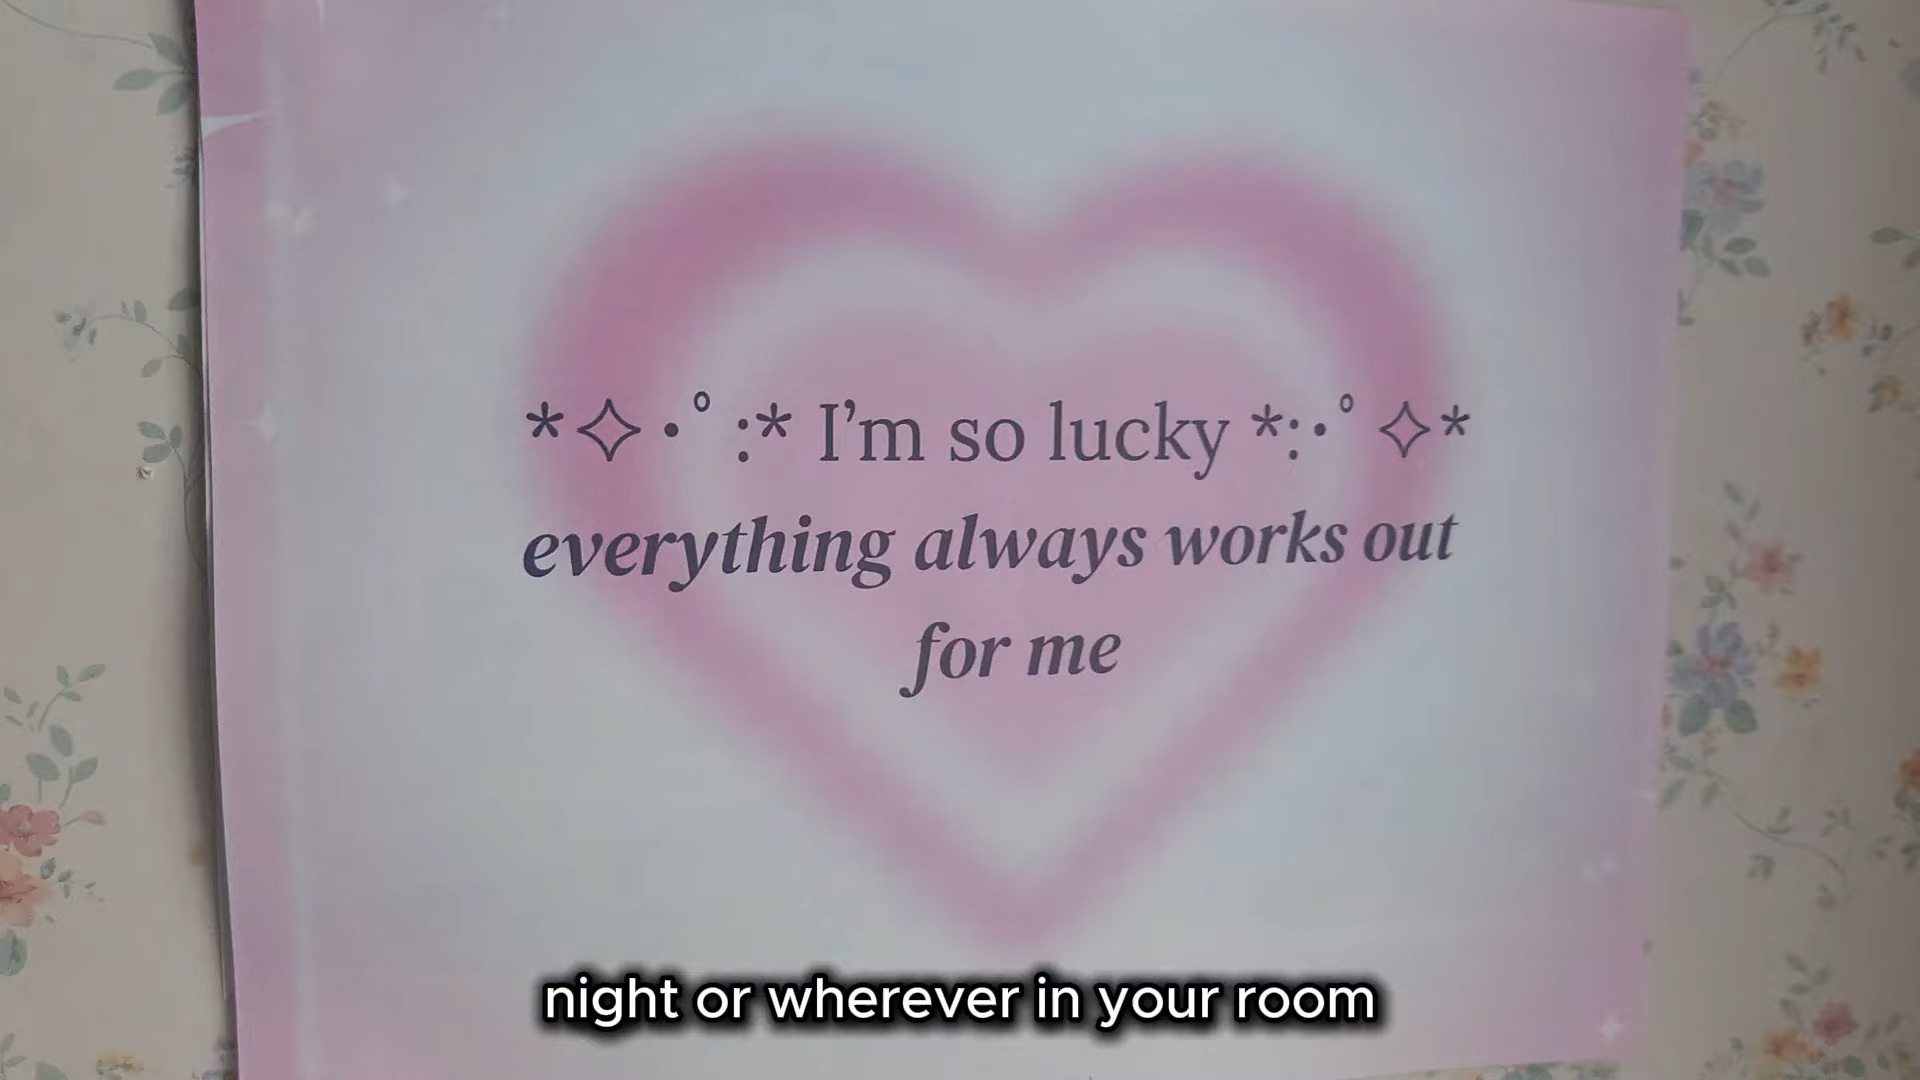 *✧･ﾟ:* I’m so lucky *:･ﾟ✧*
everything always works out
for me
night or wherever in your room